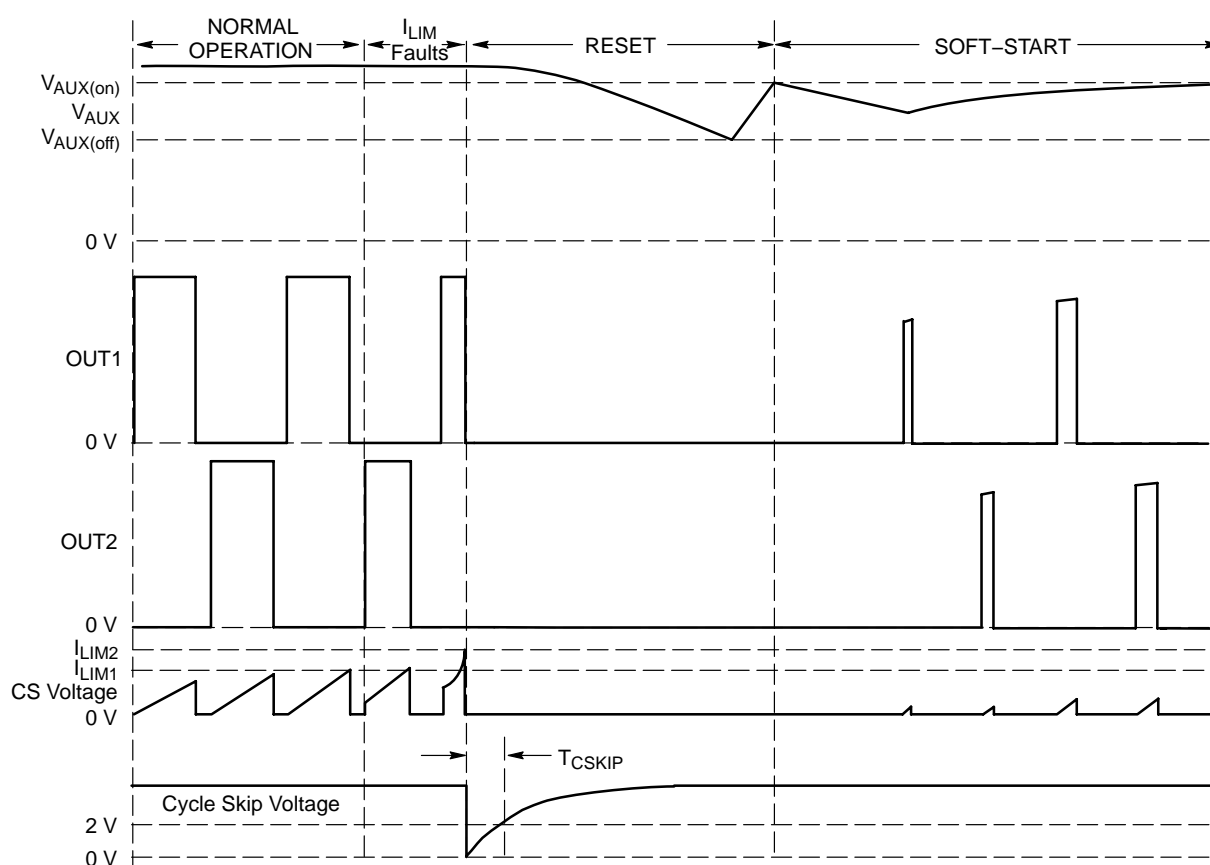 NORMAL
OPERATION
I_LIM
Faults
RESET
SOFT–START
V_AUX(on)
V_AUX
V_AUX(off)
0 V
OUT1
0 V
OUT2
0 V
I_LIM2
I_LIM1
CS Voltage
0 V
T_CSKIP
Cycle Skip Voltage
2 V
0 V